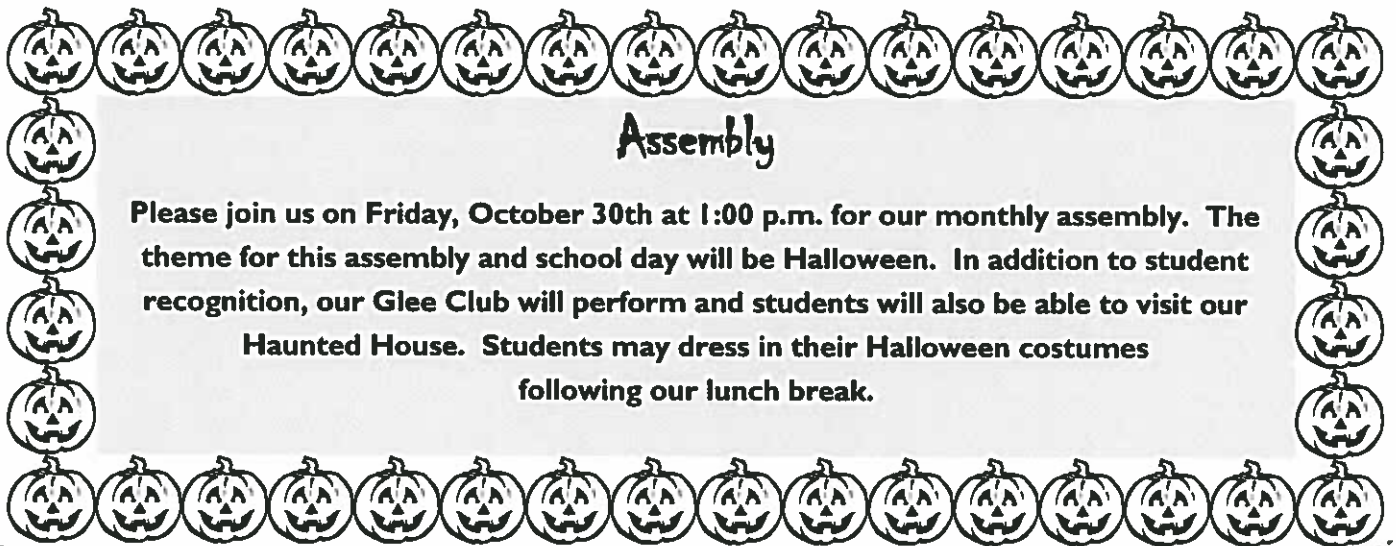 Assembly
Please join us on Friday, October 30th at 1:00 p.m. for our monthly assembly. The
theme for this assembly and school day will be Halloween. In addition to student
recognition, our Glee Club will perform and students will also be able to visit our
Haunted House. Students may dress in their Halloween costumes
following our lunch break.